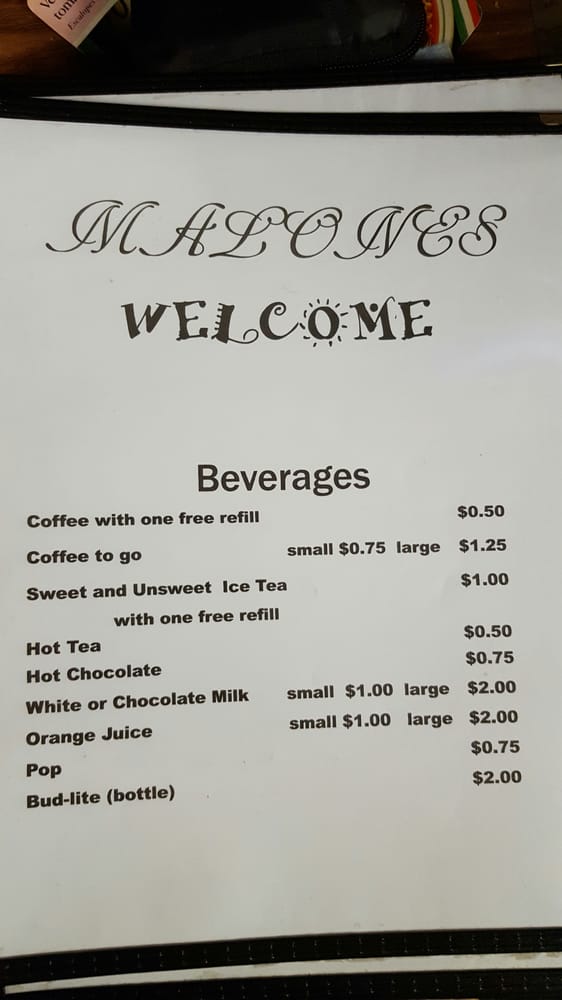 MALONES
WELCOME
Beverages
Coffee with one free refill $0.50
Coffee to go small $0.75 large $1.25
Sweet and Unsweet Ice Tea $1.00
with one free refill
Hot Tea $0.50
Hot Chocolate $0.75
White or Chocolate Milk small $1.00 large $2.00
Orange Juice small $1.00 large $2.00
Pop $0.75
Bud-lite (bottle) $2.00